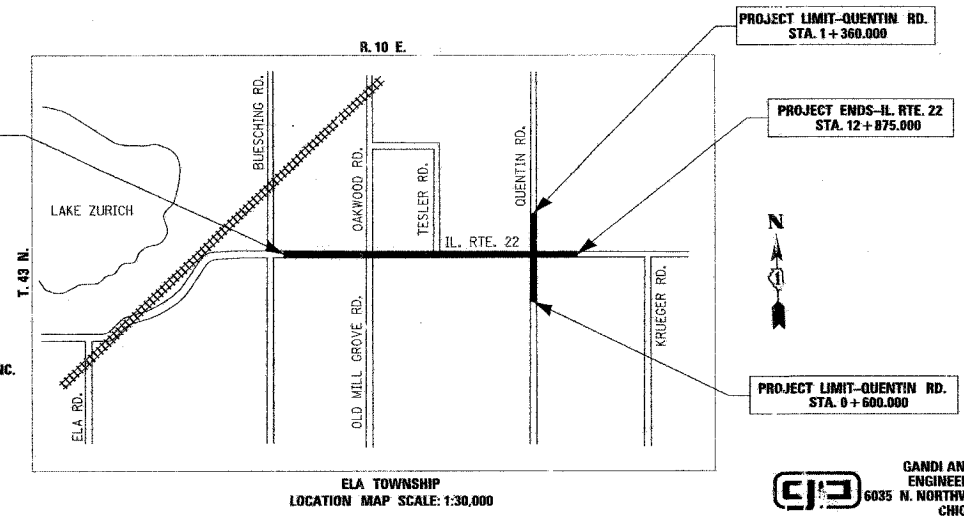 PROJECT LIMIT-QUENTIN RD.
STA. 1+360.000
R. 10 E.
PROJECT ENDS-IL. RTE. 22
STA. 12+875.000
BUESCHING RD.
OAKWOOD RD.
TESLER RD.
QUENTIN RD.
LAKE ZURICH
IL. RTE. 22
N
1
T. 43 N.
KRUEGER RD.
OLD MILL GROVE RD.
ELA RD.
NC.
PROJECT LIMIT-QUENTIN RD.
STA. 0+600.000
ELA TOWNSHIP
LOCATION MAP SCALE: 1:30,000
GANDI AN
ENGINEE
6035 N. NORTHW
CHIC